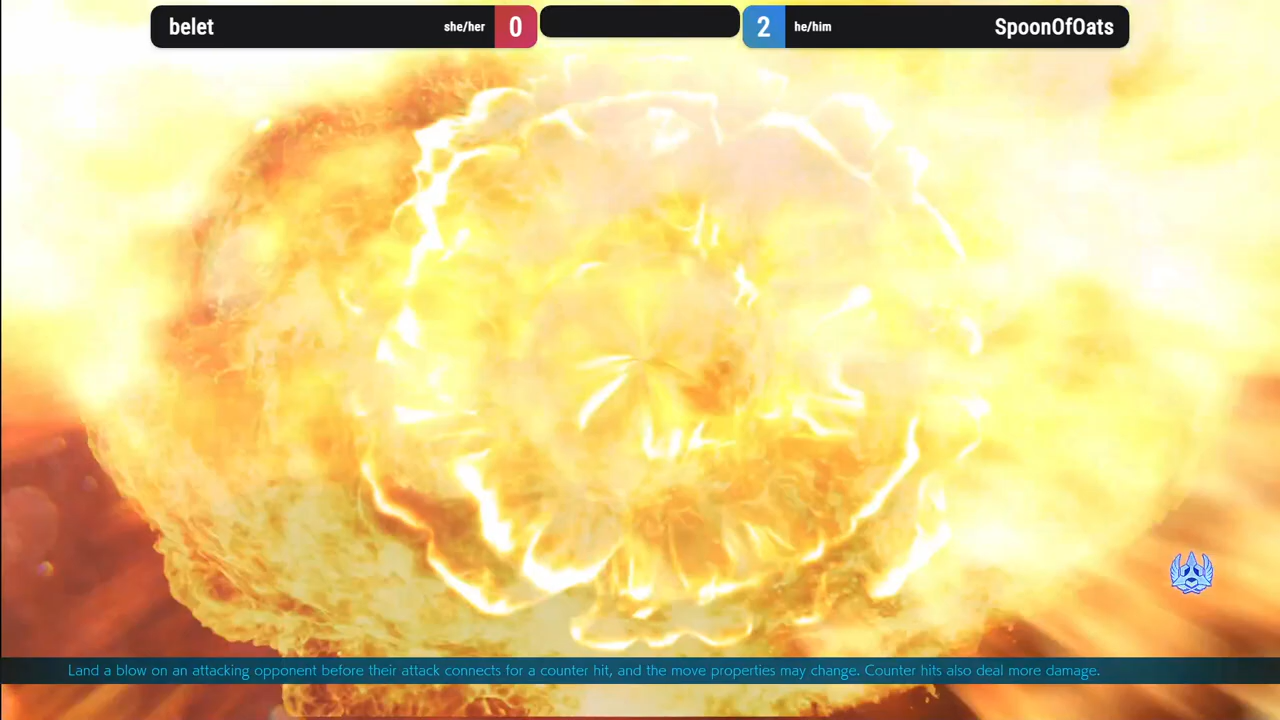 belet she/her 0 2 he/him SpoonOfOats
Land a blow on an attacking opponent before their attack connects for a counter hit, and the move properties may change. Counter hits also deal more damage.